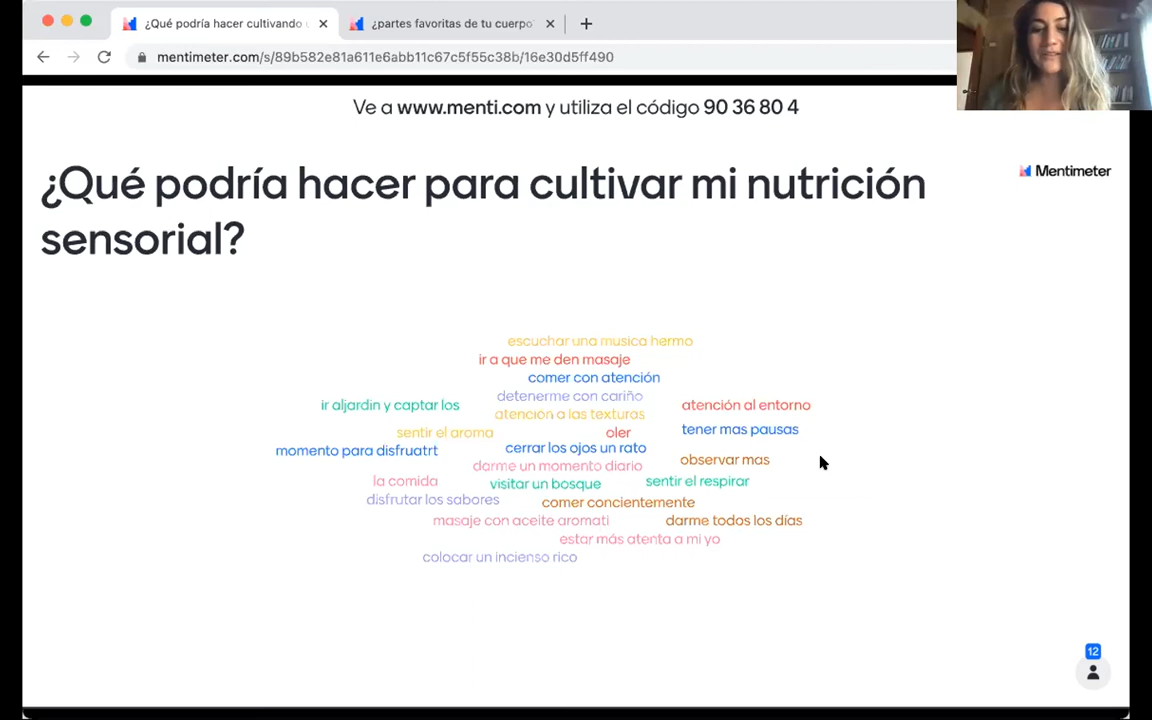 ¿Qué podría hacer cultivando
¿partes favoritas de tu cuerpo
mentimeter.com/s/89b582e81a611e6abb11c67c5f55c38b/16e30d5ff490
Ve a www.menti.com y utiliza el código 90 36 80 4
¿Qué podría hacer para cultivar mi nutrición
sensorial?
Mentimeter
escuchar una musica hermo
ir a que me den masaje
comer con atención
detenerme con cariño
ir aljardin y captar los
atención al entorno
atención a las texturas
sentir el aroma
oler
tener mas pausas
momento para disfruatrt
cerrar los ojos un rato
observar mas
darme un momento diario
la comida
visitar un bosque
sentir el respirar
disfrutar los sabores
comer concientemente
masaje con aceite aromati
darme todos los días
estar más atenta a mi yo
colocar un incienso rico
12